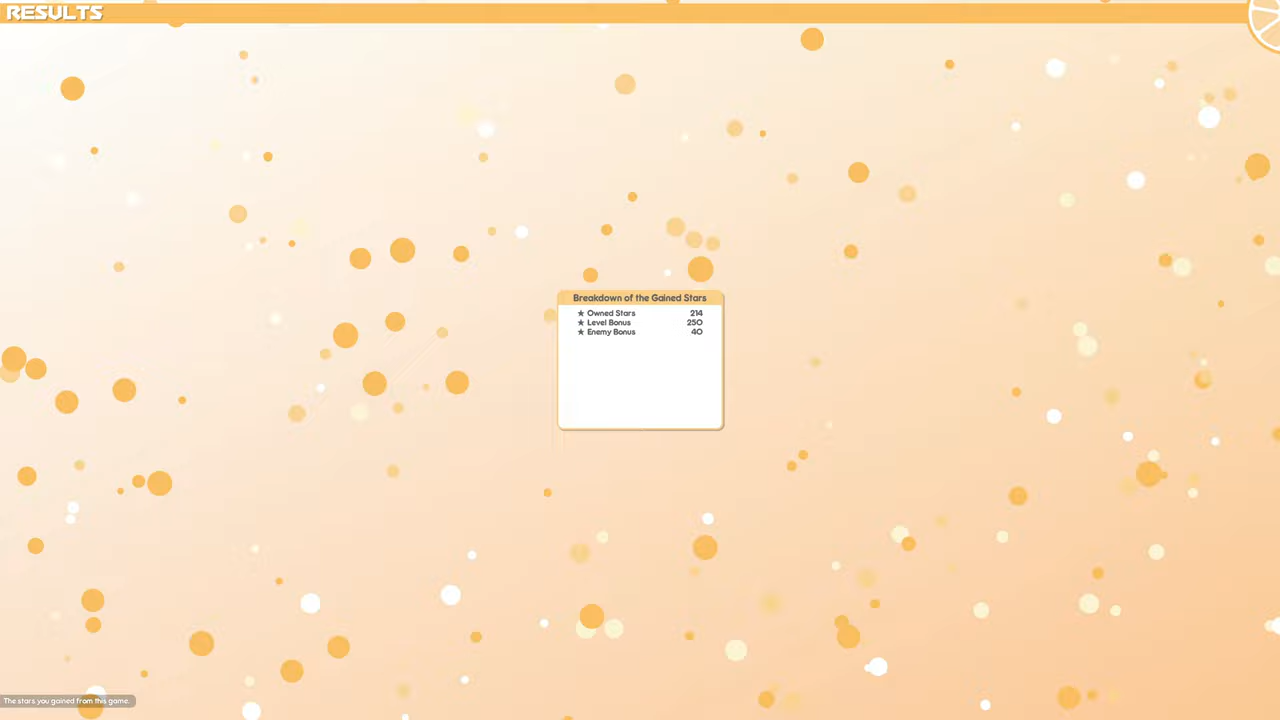 RESULTS
Breakdown of the Gained Stars
★ Owned Stars 214
★ Level Bonus 250
★ Enemy Bonus 40
The stars you gained from this game.